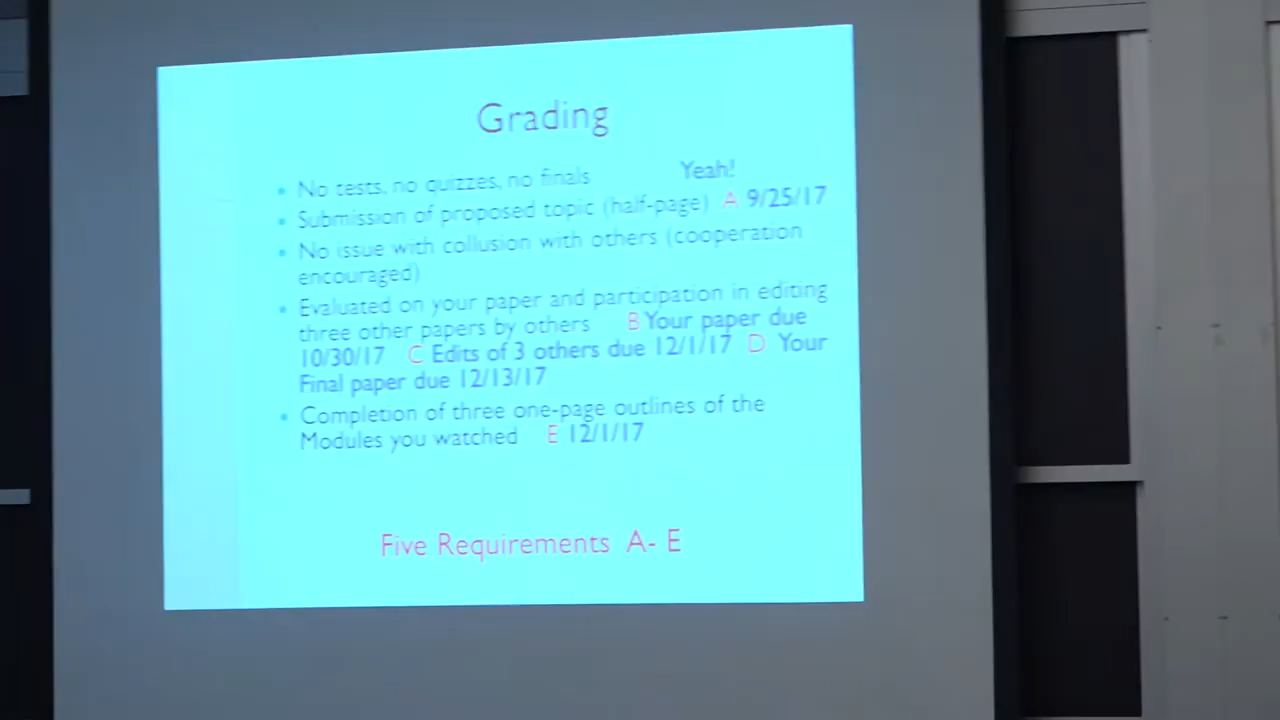 Grading
• No tests, no quizzes, no finals Yeah!
• Submission of proposed topic (half-page) A 9/25/17
• No issue with collusion with others (cooperation
encouraged)
• Evaluated on your paper and participation in editing
three other papers by others B Your paper due
10/30/17 C Edits of 3 others due 12/1/17 D Your
Final paper due 12/13/17
• Completion of three one-page outlines of the
Modules you watched E 12/1/17
Five Requirements A- E